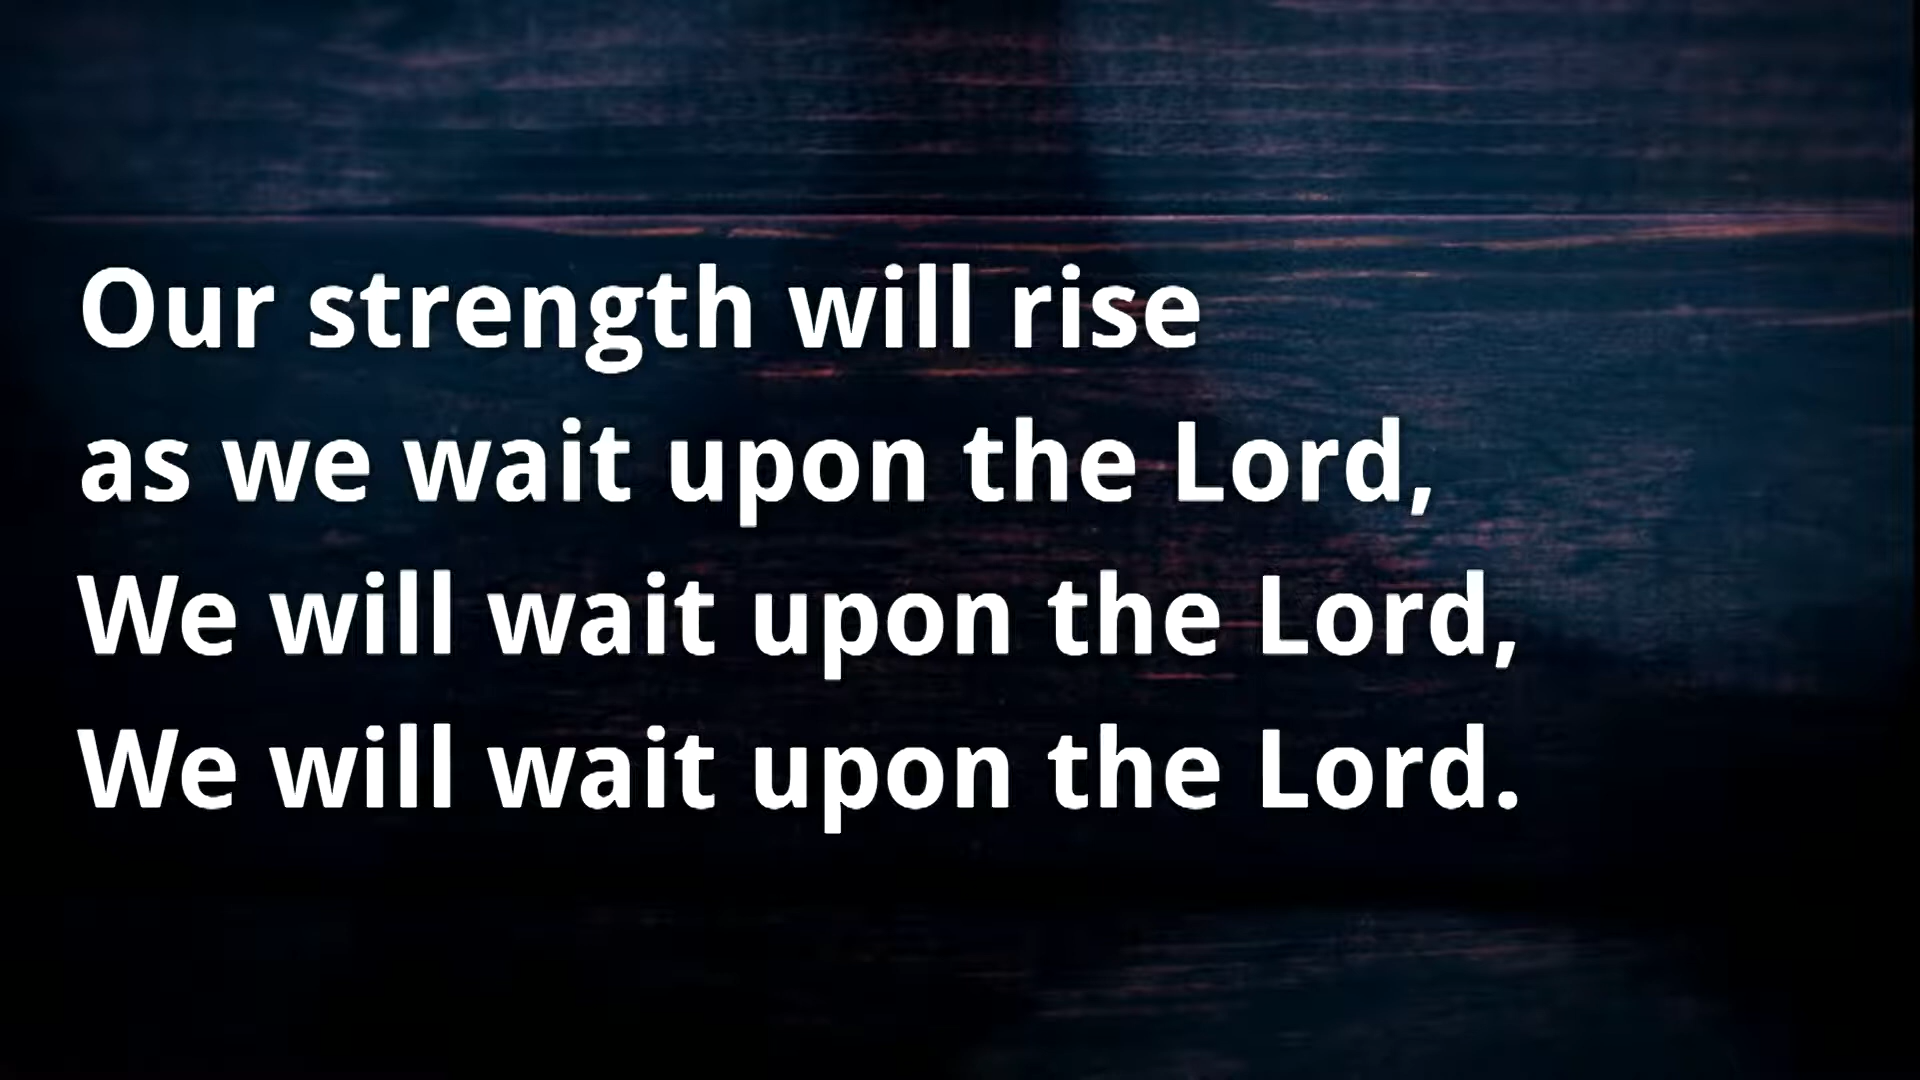 Our strength will rise
as we wait upon the Lord,
We will wait upon the Lord,
We will wait upon the Lord.